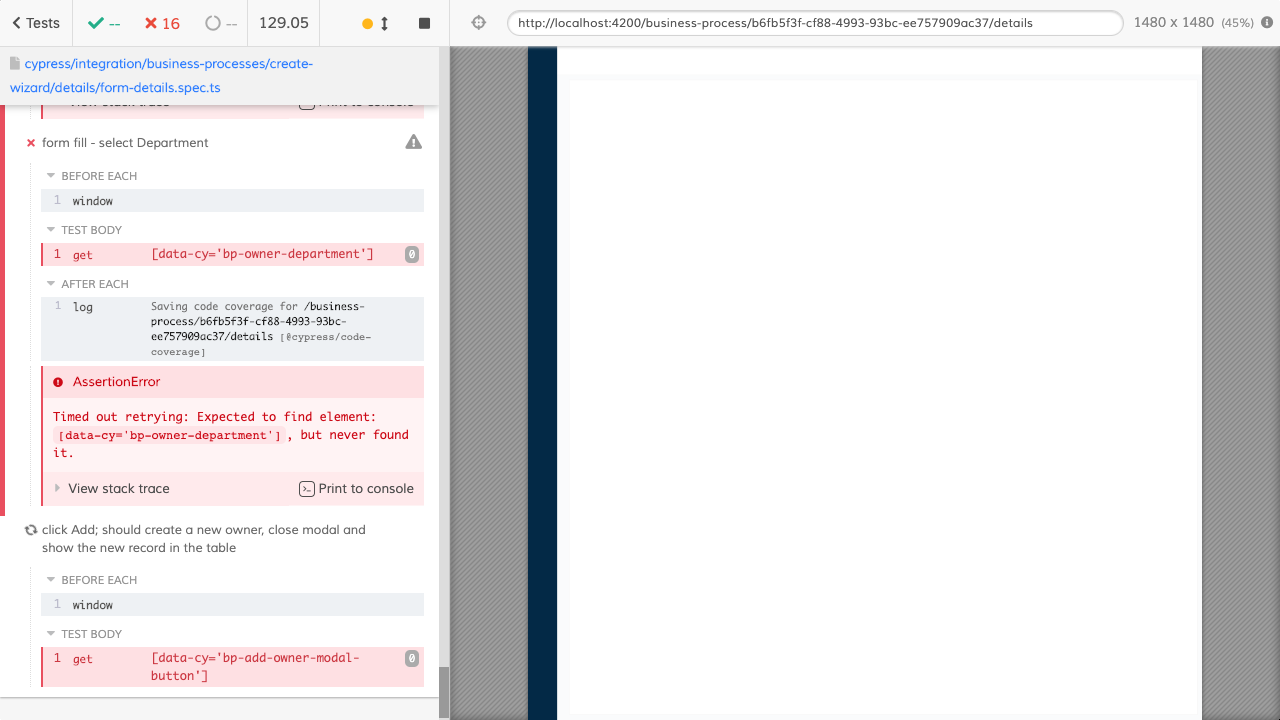 Tests
--
16
--
129.05
http://localhost:4200/business-process/b6fb5f3f-cf88-4993-93bc-ee757909ac37/details
1480 x 1480 (45%)
cypress/integration/business-processes/create-
wizard/details/form-details.spec.ts
View stack trace Print to console
form fill - select Department
BEFORE EACH
1 window
TEST BODY
1 get [data-cy='bp-owner-department'] 0
AFTER EACH
1 log Saving code coverage for /business-
process/b6fb5f3f-cf88-4993-93bc-
ee757909ac37/details [@cypress/code-
coverage]
AssertionError
Timed out retrying: Expected to find element:
[data-cy='bp-owner-department'], but never found
it.
View stack trace Print to console
click Add; should create a new owner, close modal and
show the new record in the table
BEFORE EACH
1 window
TEST BODY
1 get [data-cy='bp-add-owner-modal-
button'] 0